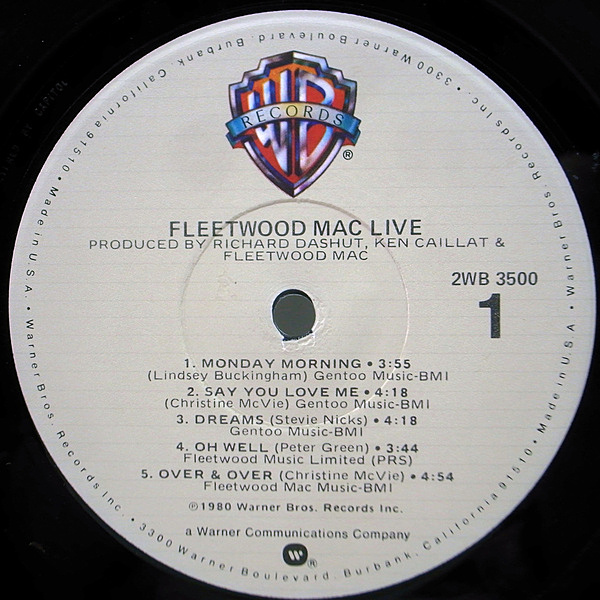 WB
RECORDS
®
FLEETWOOD MAC LIVE
PRODUCED BY RICHARD DASHUT, KEN CAILLAT &
FLEETWOOD MAC
2WB 3500
1
1. MONDAY MORNING • 3:55
(Lindsey Buckingham) Gentoo Music-BMI
2. SAY YOU LOVE ME • 4:18
(Christine McVie) Gentoo Music-BMI
3. DREAMS (Stevie Nicks) • 4:18
Gentoo Music-BMI
4. OH WELL (Peter Green) • 3:44
Fleetwood Music Limited (PRS)
5. OVER & OVER (Christine McVie) • 4:54
Fleetwood Mac Music-BMI
℗1980 Warner Bros. Records Inc.
a Warner Communications Company
®
Warner Bros. Records Inc. • 3300 Warner Boulevard, Burbank, California 91510 • Made in U.S.A. • Warner Bros. Records Inc. • 3300 Warner Boulevard, Burbank, California 91510 • Made in U.S.A. •